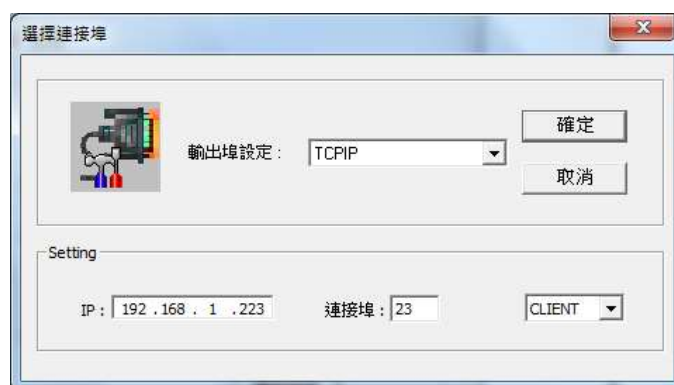 選擇連接埠
輸出埠設定： TCPIP 確定
取消
Setting
IP： 192 . 168 . 1 . 223 連接埠： 23 CLIENT